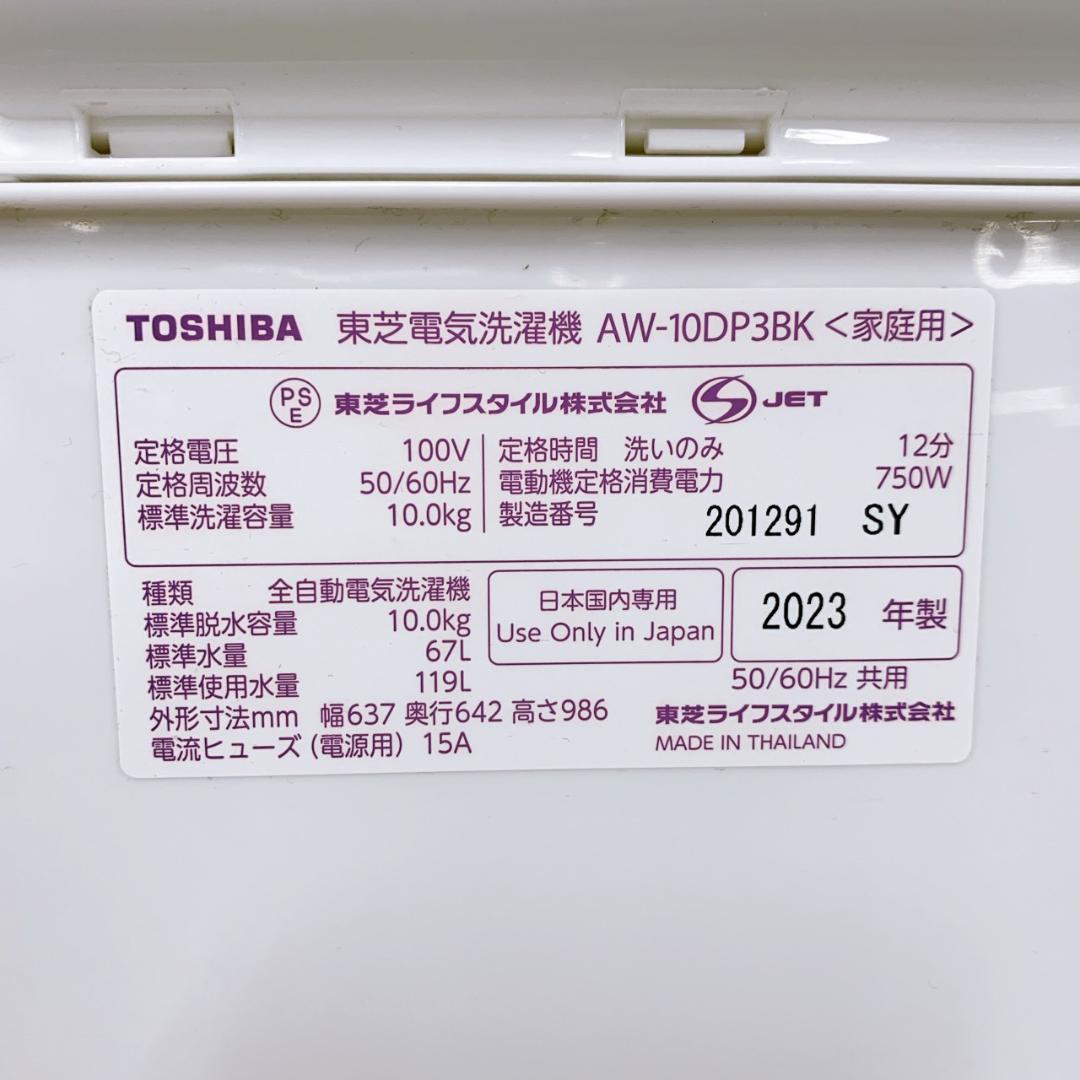 TOSHIBA 東芝電気洗濯機 AW-10DP3BK <家庭用>
PSE 東芝ライフスタイル株式会社 S JET
定格電圧 100V
定格周波数 50/60Hz
標準洗濯容量 10.0kg
定格時間 洗いのみ 12分
電動機定格消費電力 750W
製造番号 201291 SY
種類 全自動電気洗濯機
標準脱水容量 10.0kg
標準水量 67L
標準使用水量 119L
外形寸法mm 幅637 奥行642 高さ986
電流ヒューズ (電源用) 15A
日本国内専用
Use Only in Japan
2023 年製
50/60Hz 共用
東芝ライフスタイル株式会社
MADE IN THAILAND